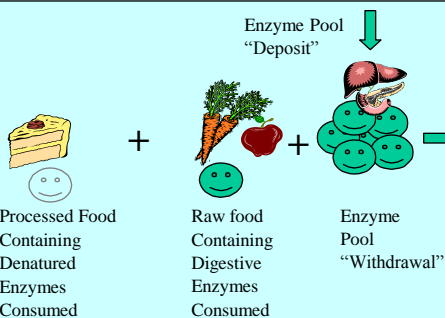 Enzyme Pool
“Deposit”
+
+
Processed Food
Containing
Denatured
Enzymes
Consumed
Raw food
Containing
Digestive
Enzymes
Consumed
Enzyme
Pool
“Withdrawal”